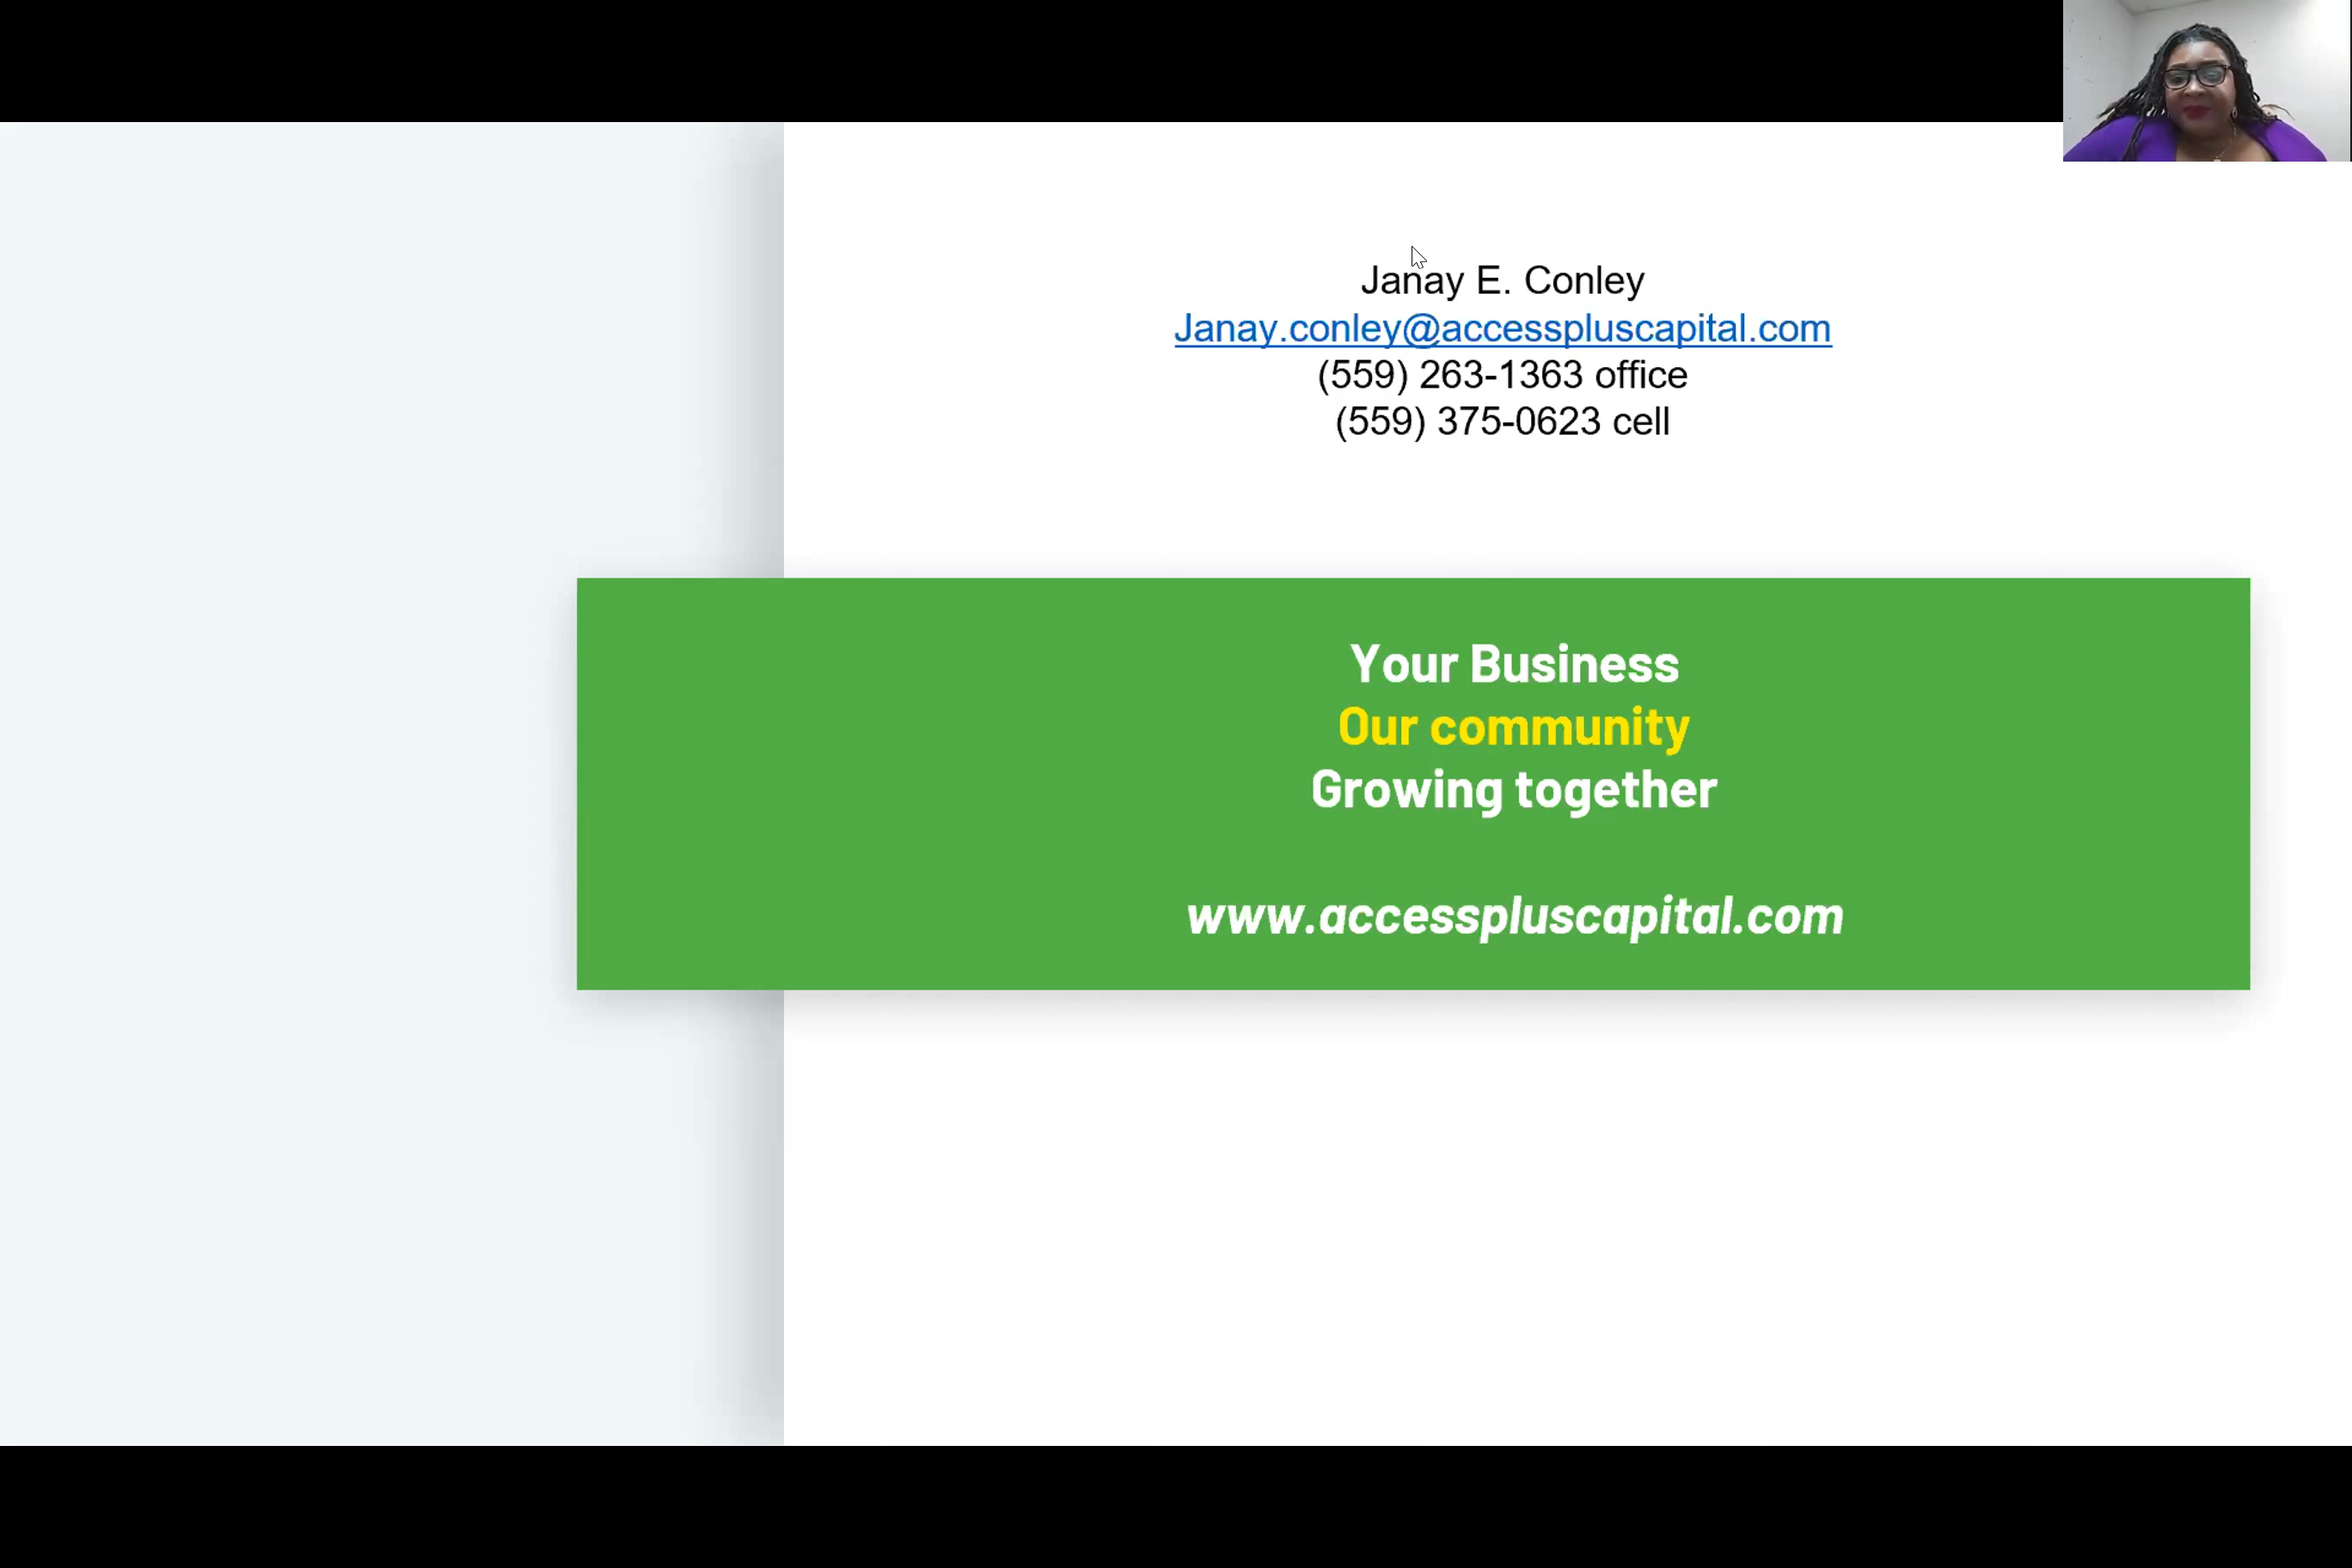 Janay E. Conley
Janay.conley@accesspluscapital.com
(559) 263-1363 office
(559) 375-0623 cell
Your Business
Our community
Growing together
www.accesspluscapital.com